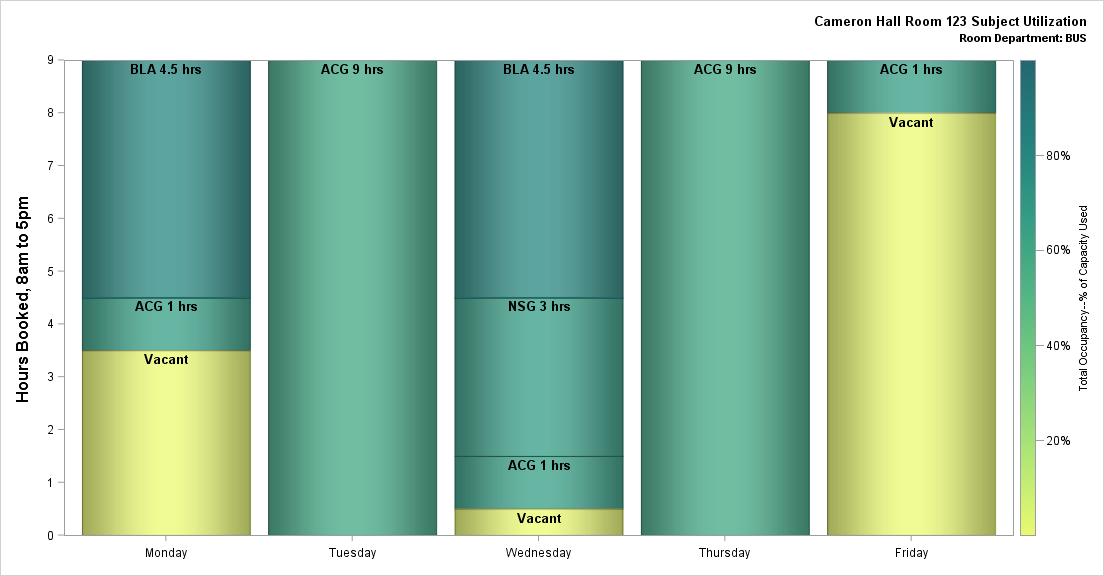 Cameron Hall Room 123 Subject Utilization
Room Department: BUS
Hours Booked, 8am to 5pm
9
8
7
6
5
4
3
2
1
0
BLA 4.5 hrs
ACG 1 hrs
Vacant
ACG 9 hrs
BLA 4.5 hrs
NSG 3 hrs
ACG 1 hrs
Vacant
ACG 9 hrs
ACG 1 hrs
Vacant
Monday
Tuesday
Wednesday
Thursday
Friday
80%
60%
40%
20%
Total Occupancy--% of Capacity Used